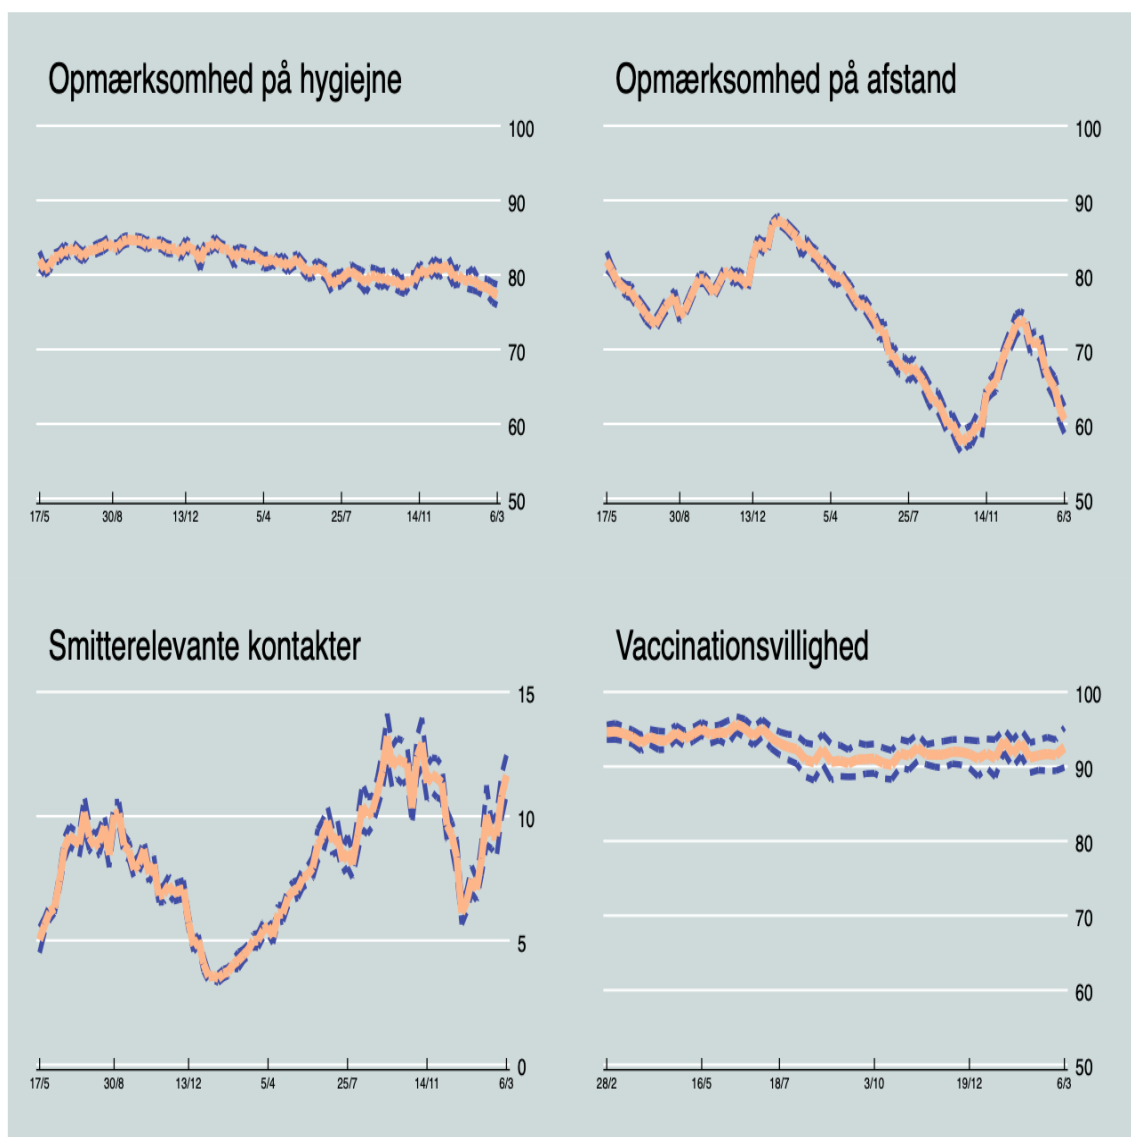 Opmærksomhed på hygiejne
100
90
80
70
60
50
17/5 30/8 13/12 5/4 25/7 14/11 6/3
Opmærksomhed på afstand
100
90
80
70
60
50
17/5 30/8 13/12 5/4 25/7 14/11 6/3
Smitterelevante kontakter
15
10
5
0
17/5 30/8 13/12 5/4 25/7 14/11 6/3
Vaccinationsvillighed
100
90
80
70
60
50
28/2 16/5 18/7 3/10 19/12 6/3